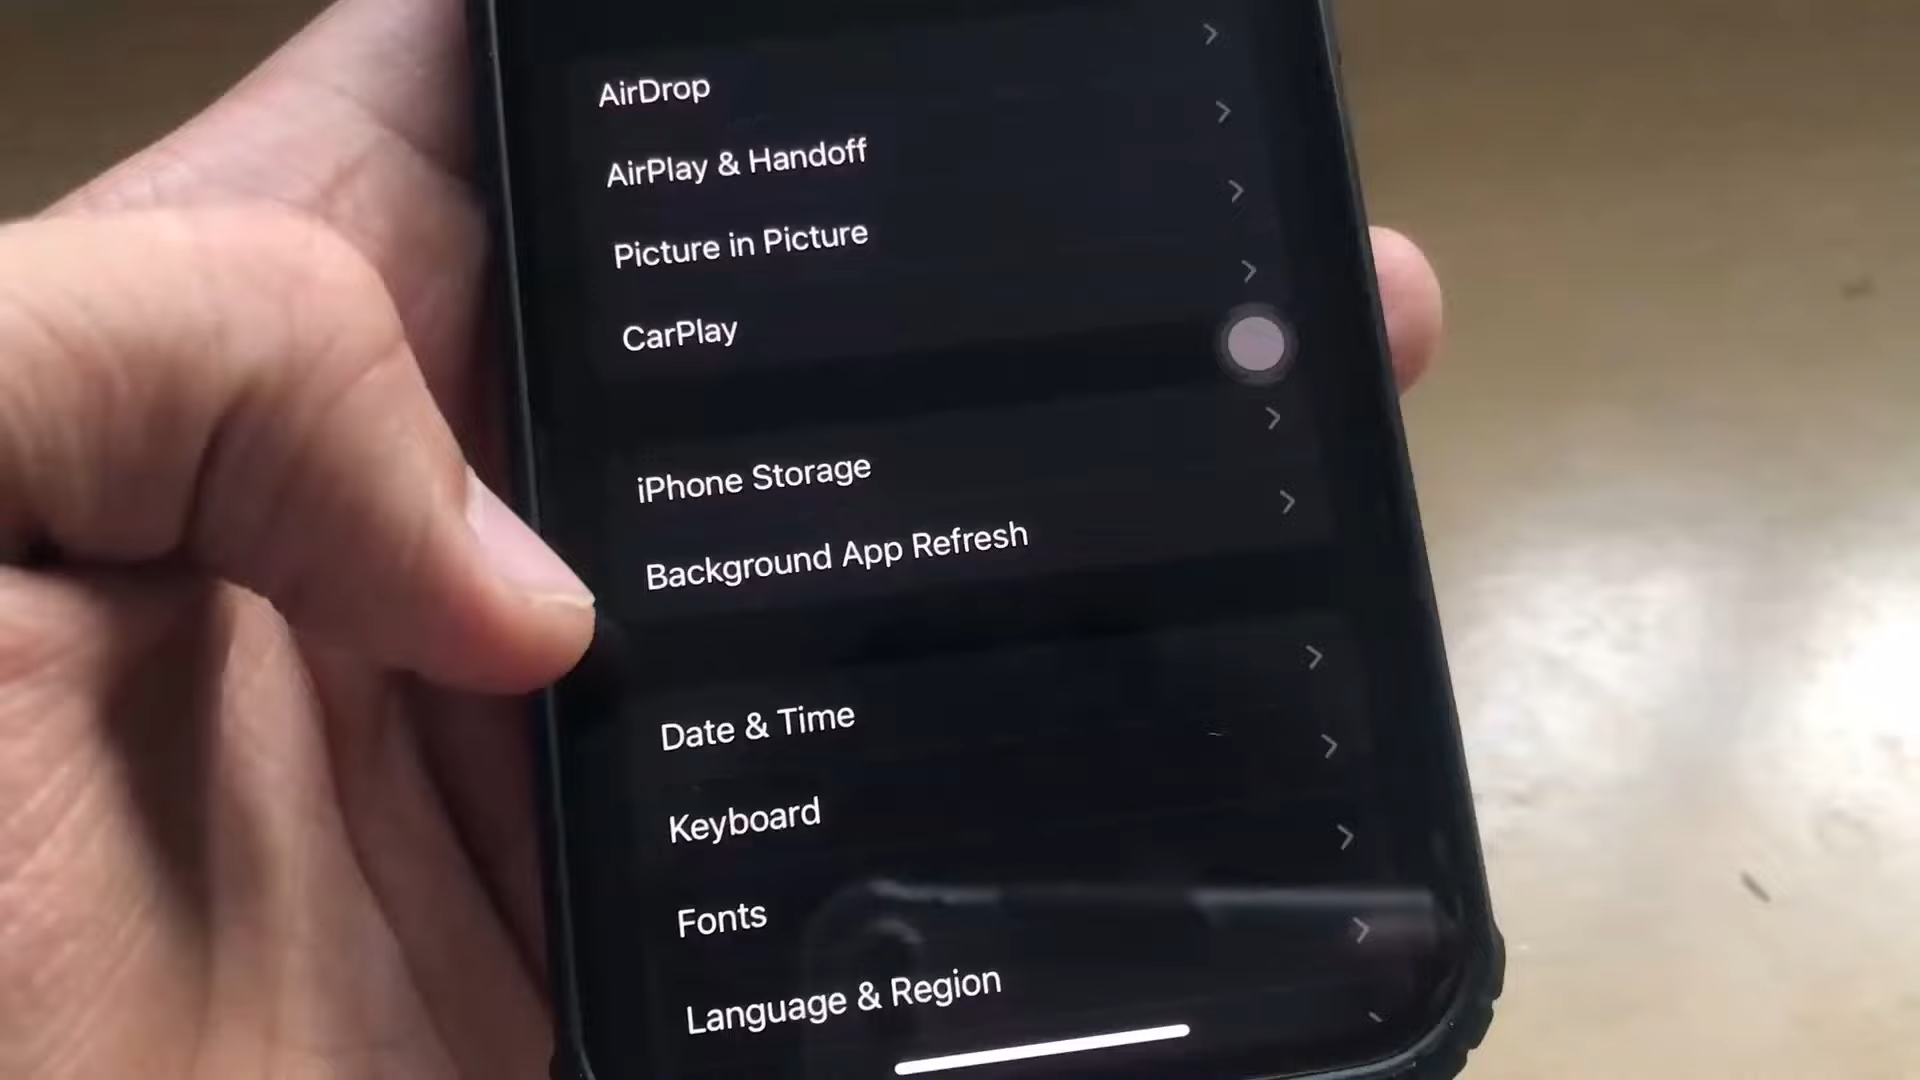 AirDrop
AirPlay & Handoff
Picture in Picture
CarPlay
iPhone Storage
Background App Refresh
Date & Time
Keyboard
Fonts
Language & Region